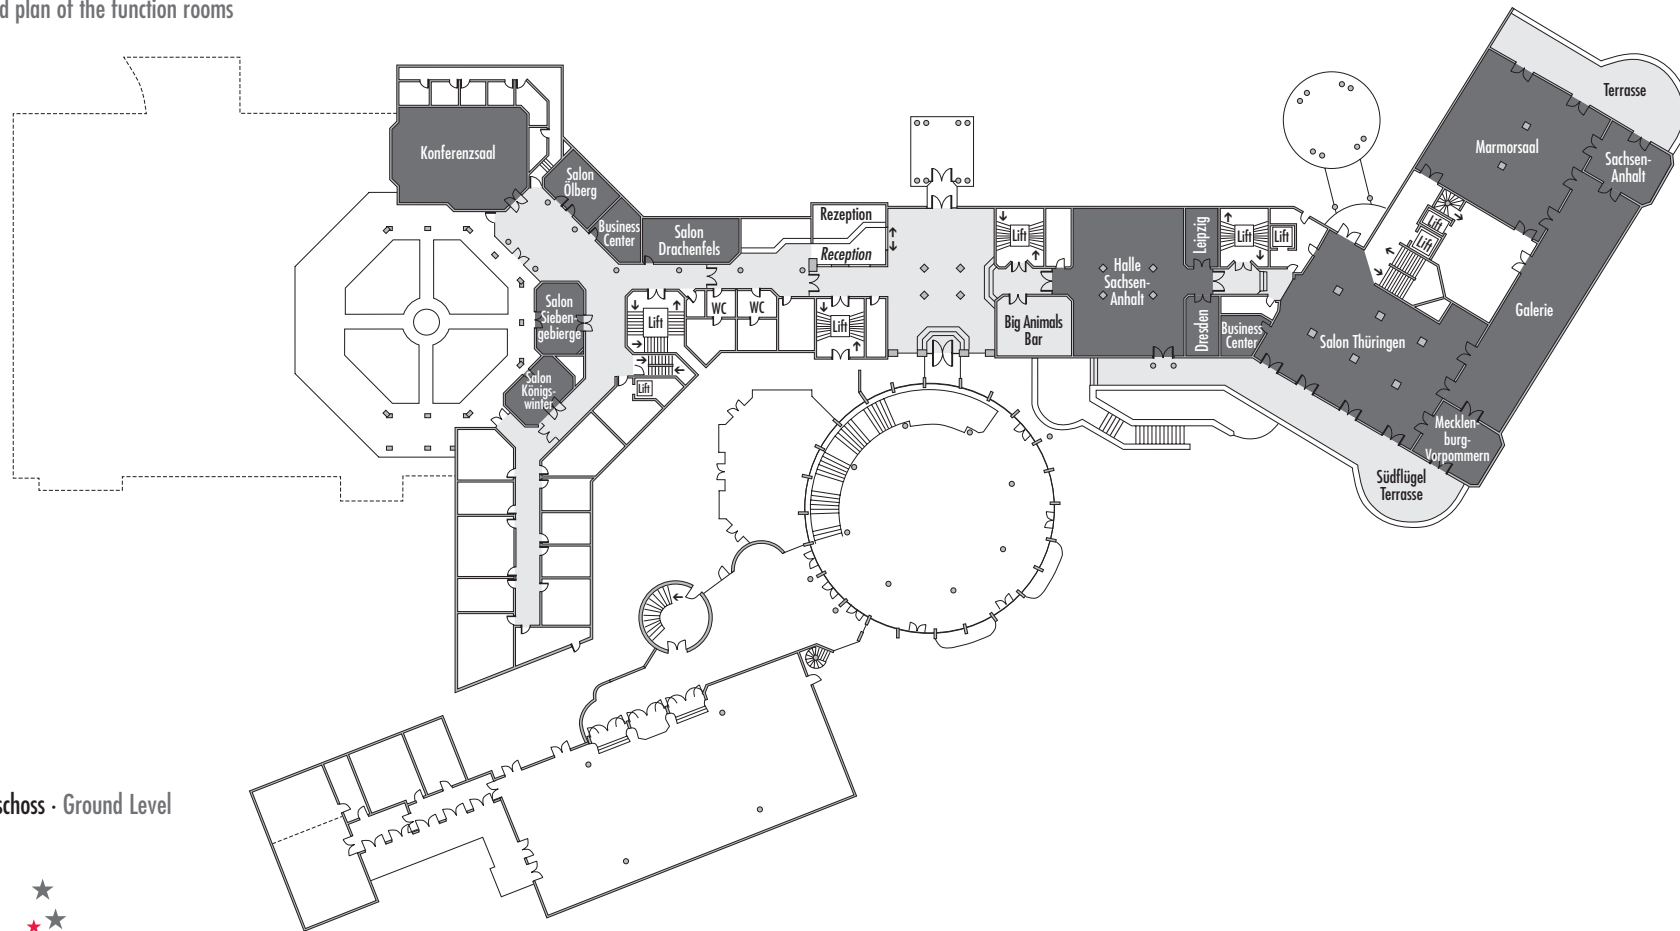 d plan of the function rooms
Terrasse
Konferenzsaal
Marmorsaal
Sachsen-
Anhalt
Salon
Ölberg
Business
Center
Salon
Drachenfels
Rezeption
Reception
Lift
Leipzig
Lift
Lift
Lift
Lift
Halle
Sachsen-
Anhalt
Salon
Sieben-
gebierge
Lift
WC
WC
Lift
Big Animals
Bar
Dresden
Business
Center
Salon Thüringen
Galerie
Salon
Königs-
winter
Lift
Mecklen-
burg-
Vorpommern
Südflügel
Terrasse
schoss · Ground Level